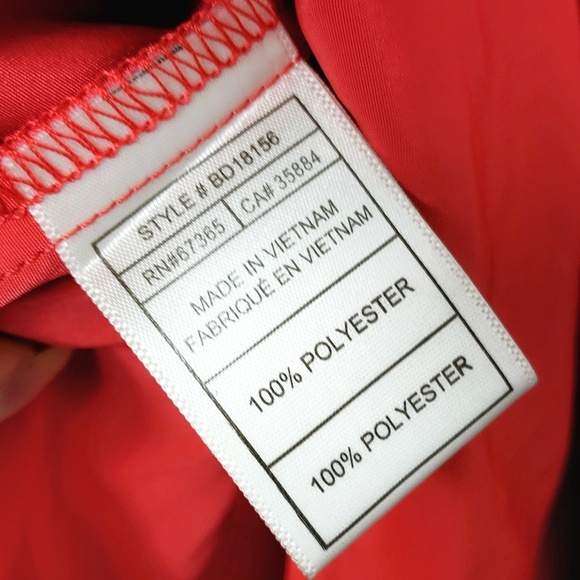 STYLE # BD18156
RN#67365 CA# 35884
MADE IN VIETNAM
FABRIQUÉ EN VIETNAM
100% POLYESTER
100% POLYESTER